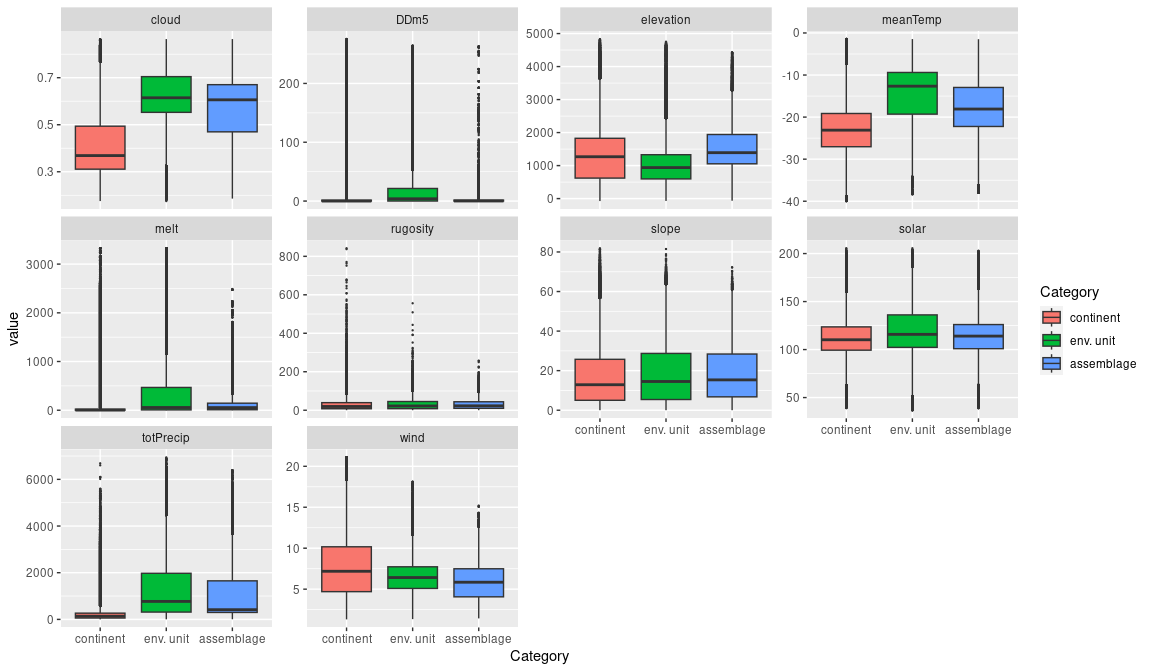 cloud
DDm5
elevation
meanTemp
0.7
0.5
0.3
200
100
0
5000
4000
3000
2000
1000
0
0
-10
-20
-30
-40
melt
rugosity
slope
solar
3000
2000
1000
0
800
600
400
200
0
80
60
40
20
0
200
150
100
50
continent env. unit assemblage
continent env. unit assemblage
totPrecip
wind
6000
4000
2000
0
20
15
10
5
continent env. unit assemblage
continent env. unit assemblage
value
Category
Category
continent
env. unit
assemblage